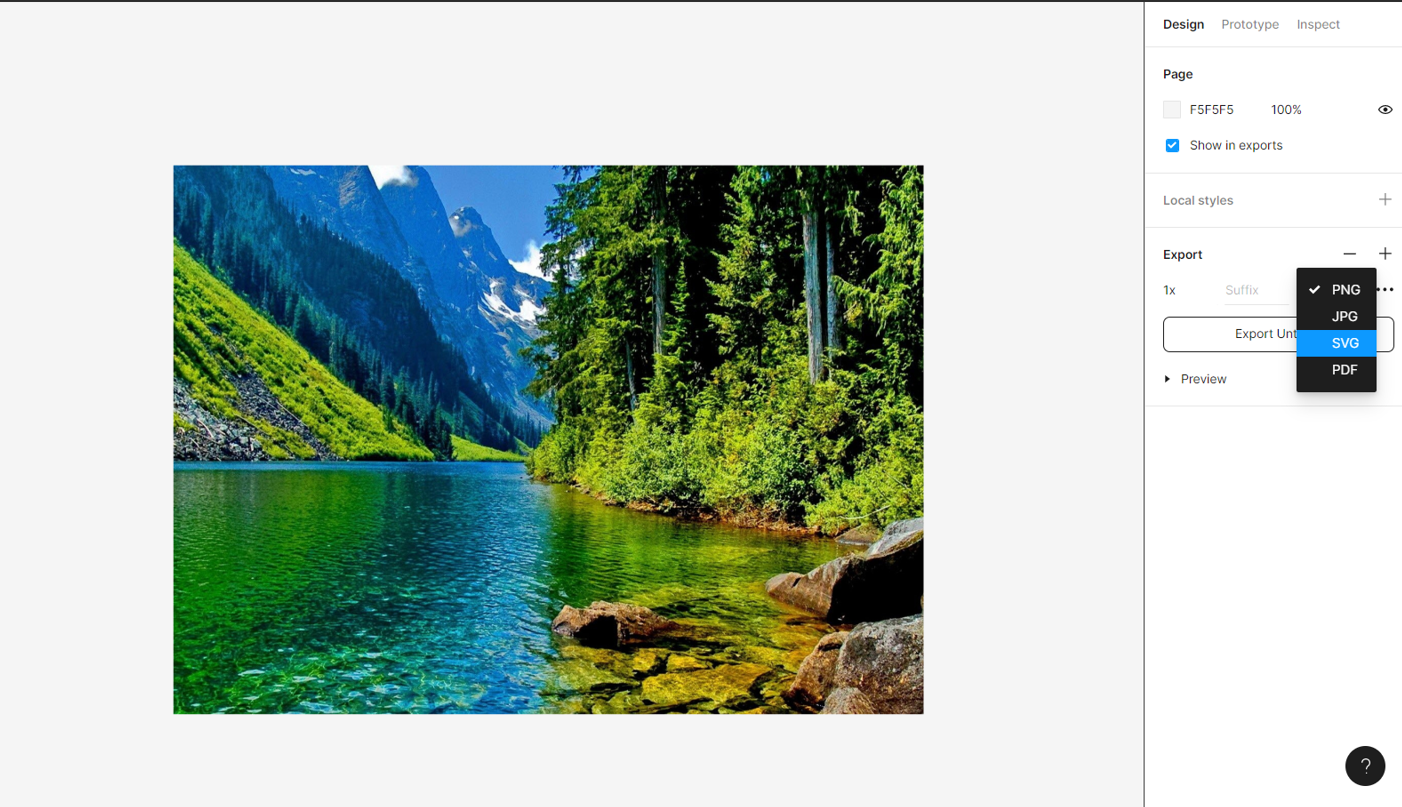 Design Prototype Inspect
Page
F5F5F5 100%
Show in exports
Local styles
Export
1x Suffix PNG
JPG
Export Unt
SVG
PDF
Preview
?